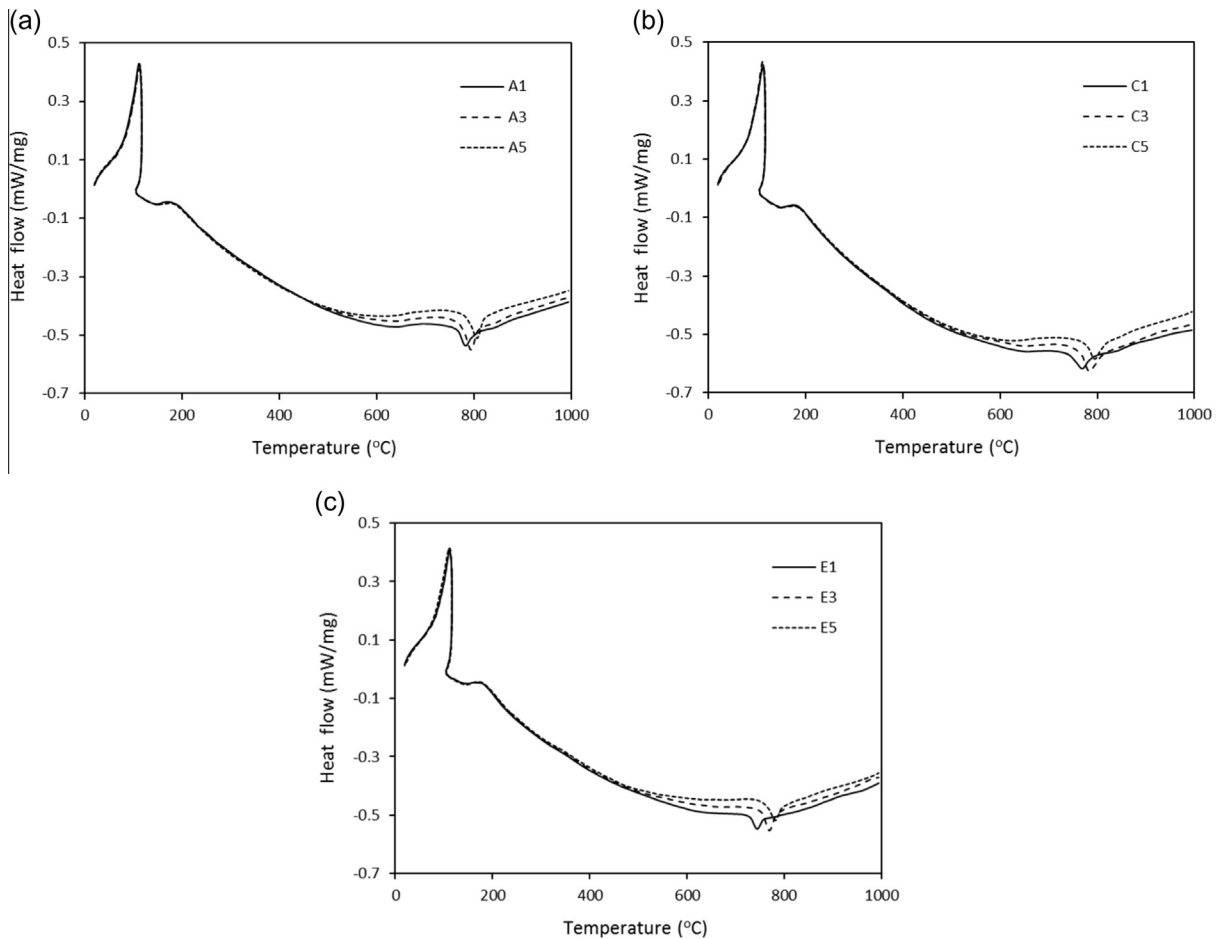 (a)
0.5
0.3
0.1
-0.1
-0.3
-0.5
-0.7
Heat flow (mW/mg)
A1
A3
A5
0 200 400 600 800 1000
Temperature (°C)
(b)
0.5
0.3
0.1
-0.1
-0.3
-0.5
-0.7
Heat flow (mW/mg)
C1
C3
C5
0 200 400 600 800 1000
Temperature (°C)
(c)
0.5
0.3
0.1
-0.1
-0.3
-0.5
-0.7
Heat flow (mW/mg)
E1
E3
E5
0 200 400 600 800 1000
Temperature (°C)